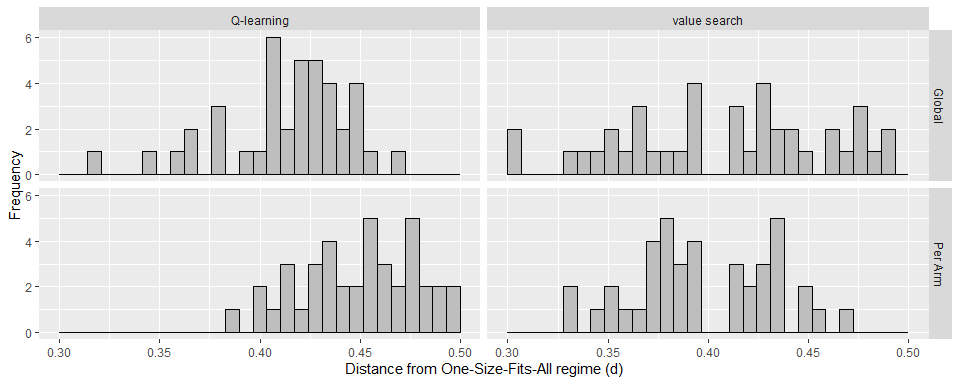 Q-learning value search
6
4
2
0
Global
Frequency
6
4
2
0
Per Arm
0.30 0.35 0.40 0.45 0.50 0.30 0.35 0.40 0.45 0.50
Distance from One-Size-Fits-All regime (d)